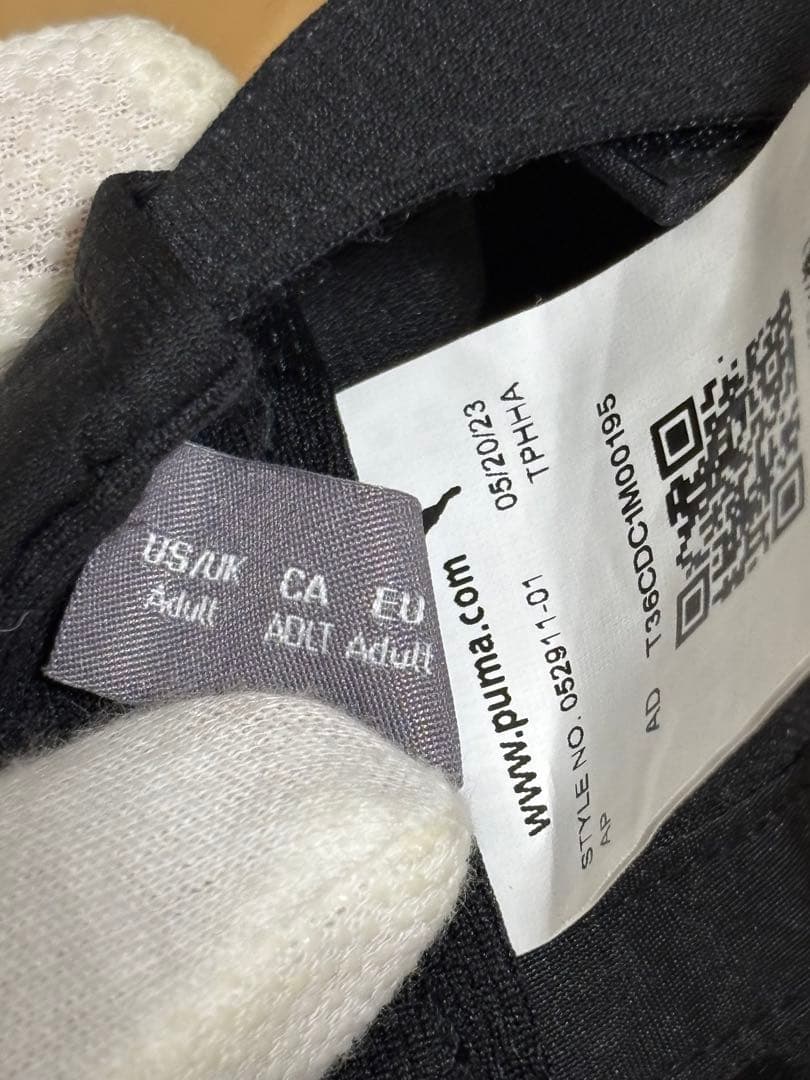 US/UK CA EU
Adult ADLT Adult
www.puma.com
STYLE NO. 052911-01 05/20/23
AP TPHHA
AD T36CDC1M00195